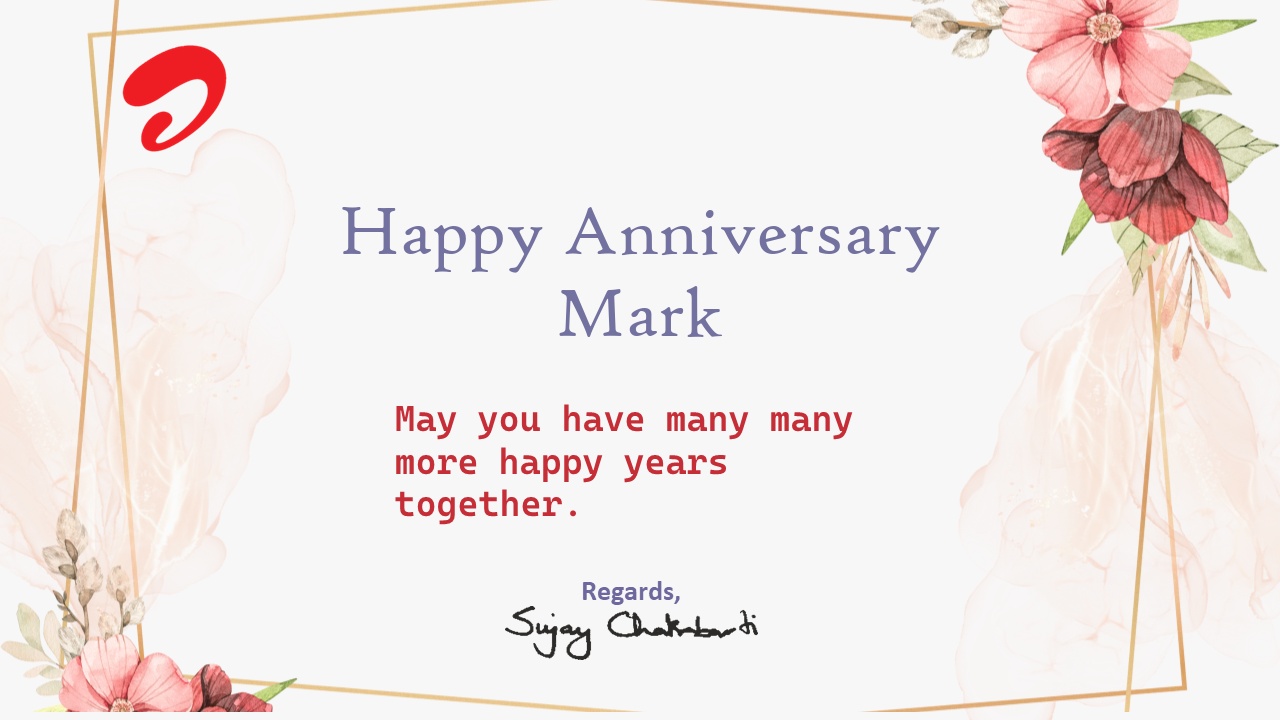 Happy Anniversary
Mark
May you have many many
more happy years
together.
Regards,
Sujay Chakrabarti